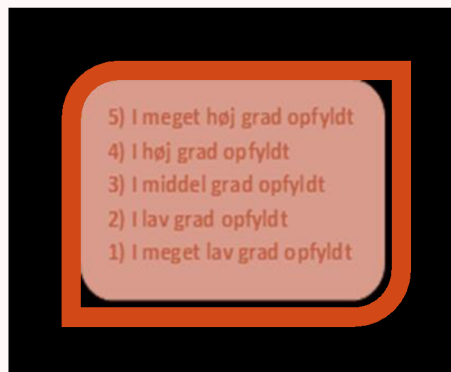 5) I meget høj grad opfyldt
4) I høj grad opfyldt
3) I middel grad opfyldt
2) I lav grad opfyldt
1) I meget lav grad opfyldt